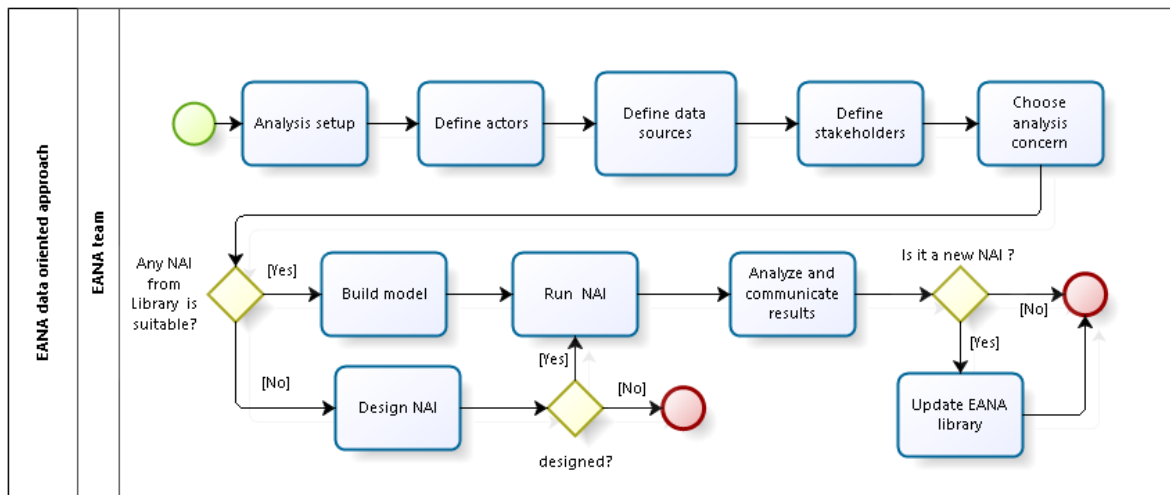 EANA data oriented approach
EANA team
Analysis setup
Define actors
Define data
sources
Define
stakeholders
Choose
analysis
concern
Any NAI
from
Library is
suitable?
[Yes]
Build model
Run NAI
Analyze and
communicate
results
Is it a new NAI ?
[No]
[Yes]
[No]
Design NAI
[Yes]
[No]
designed?
Update EANA
library